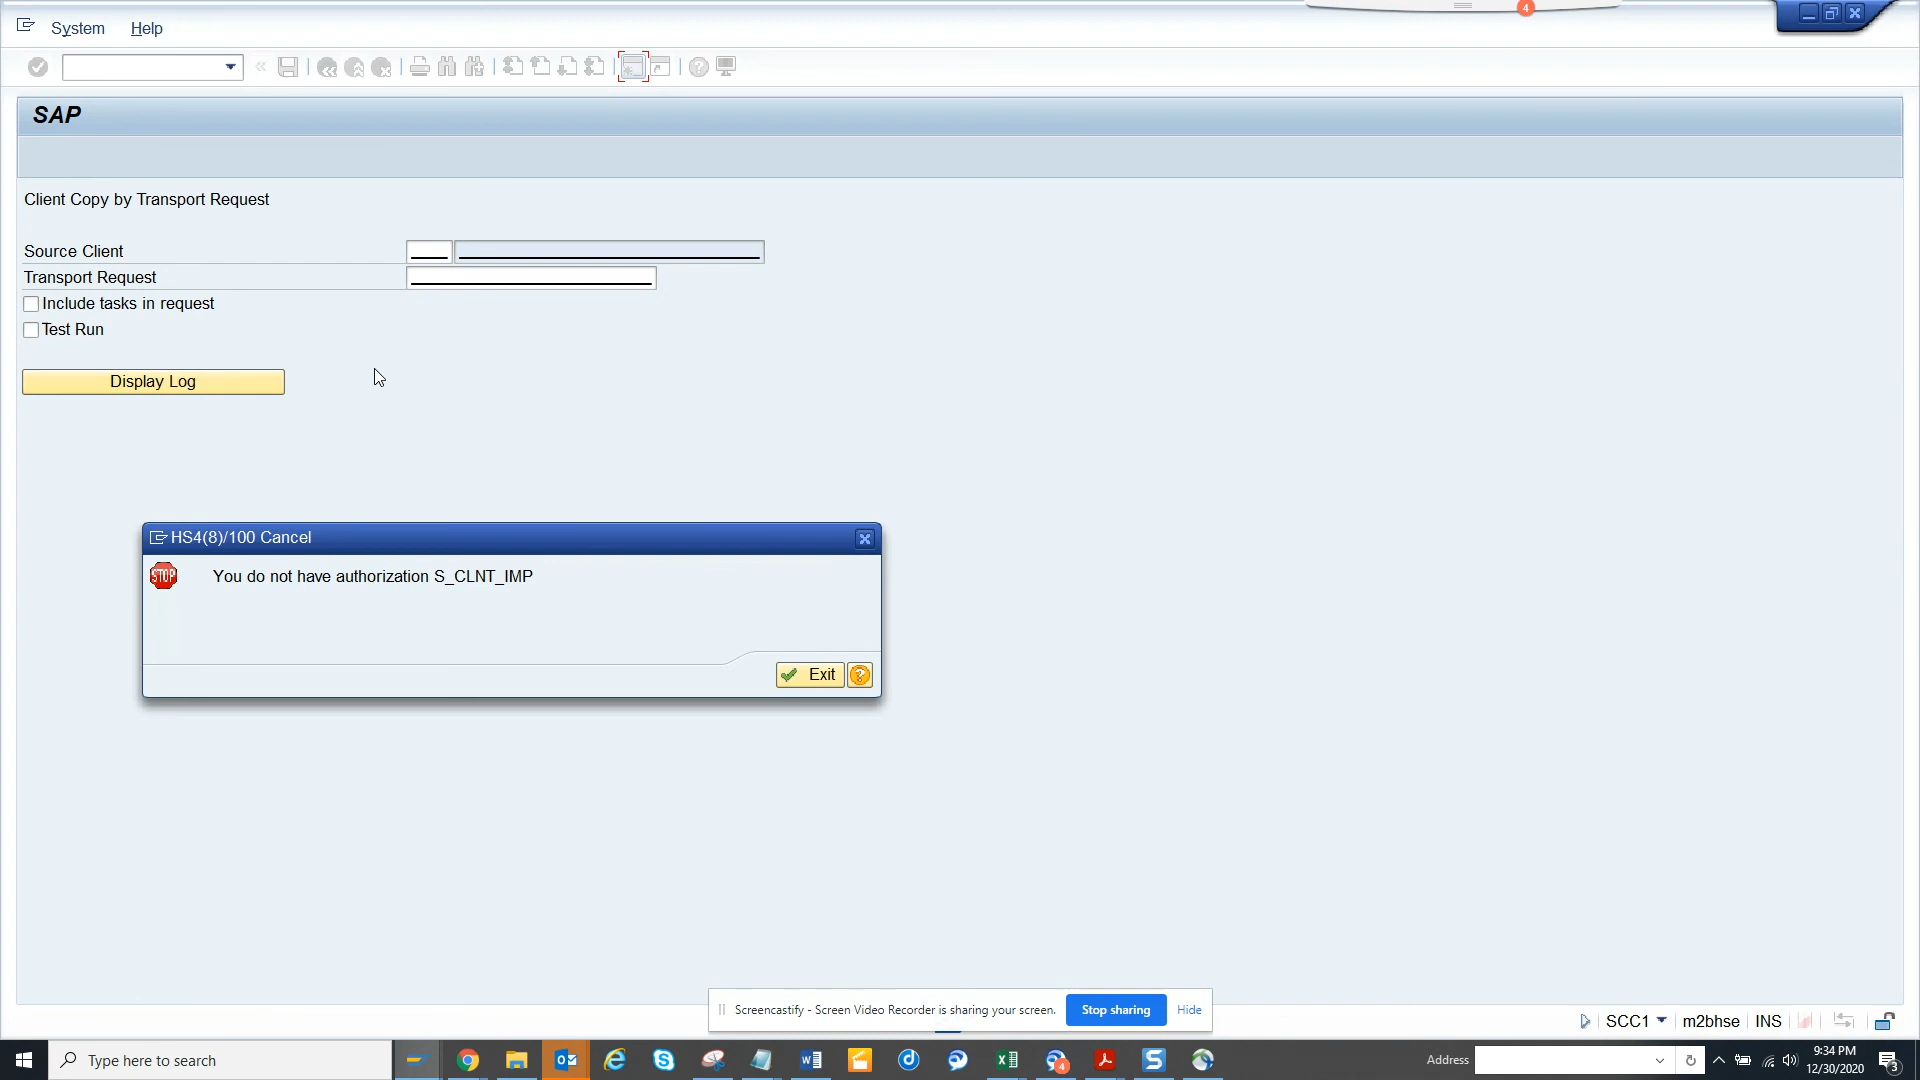 System Help
4
SAP
Client Copy by Transport Request
Source Client
Transport Request
Include tasks in request
Test Run
Display Log
HS4(8)/100 Cancel
STOP You do not have authorization S_CLNT_IMP
Exit
Screencastify - Screen Video Recorder is sharing your screen. Stop sharing Hide
SCC1 m2bhse INS
Type here to search
4
Address
9:34 PM
12/30/2020
3